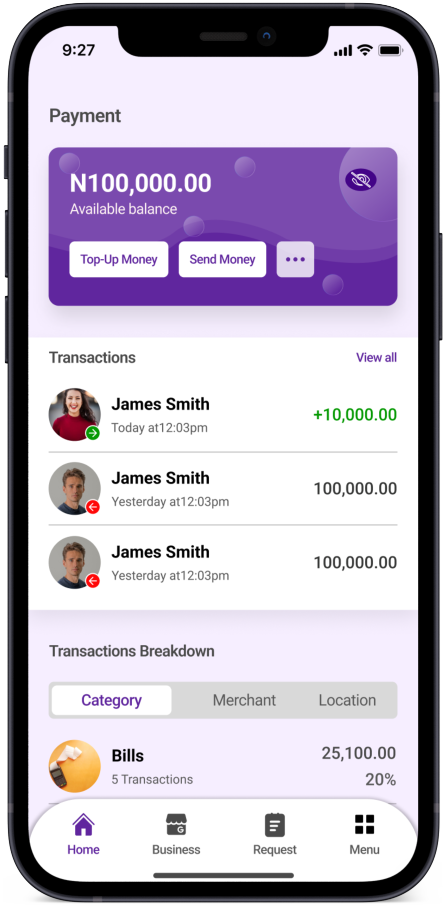 9:27
Payment
N100,000.00
Available balance
Top-Up Money Send Money
Transactions View all
James Smith
+10,000.00
Today at12:03pm
James Smith
100,000.00
Yesterday at12:03pm
James Smith
100,000.00
Yesterday at12:03pm
Transactions Breakdown
Category Merchant Location
Bills 25,100.00
5 Transactions 20%
G
Home Business Request Menu